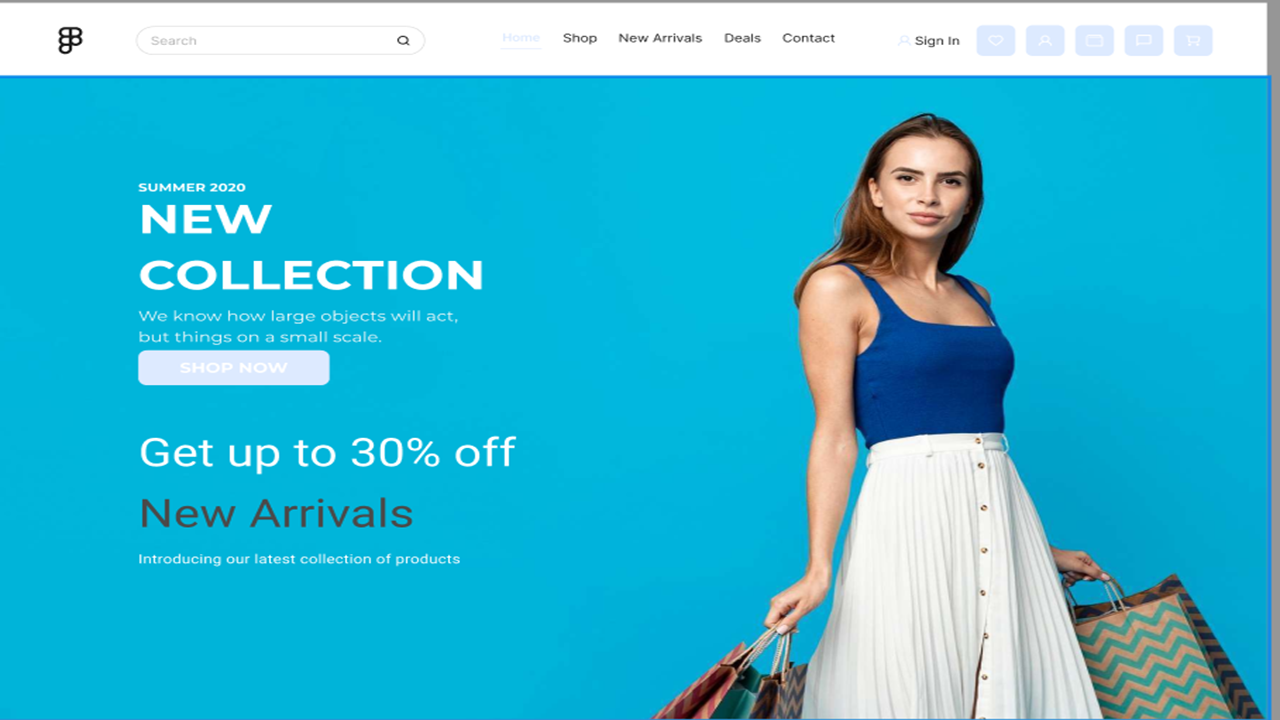 Search
Home
Shop
New Arrivals
Deals
Contact
Sign In
SUMMER 2020
NEW
COLLECTION
We know how large objects will act,
but things on a small scale.
SHOP NOW
Get up to 30% off
New Arrivals
Introducing our latest collection of products